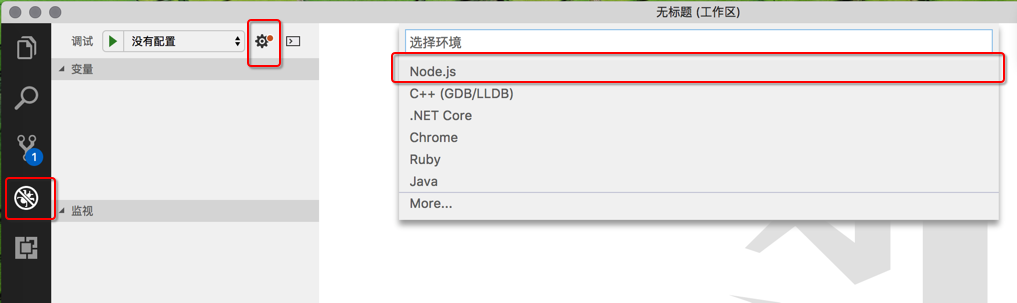 无标题 (工作区)
调试 没有配置
变量
1
监视
选择环境
Node.js
C++ (GDB/LLDB)
.NET Core
Chrome
Ruby
Java
More...